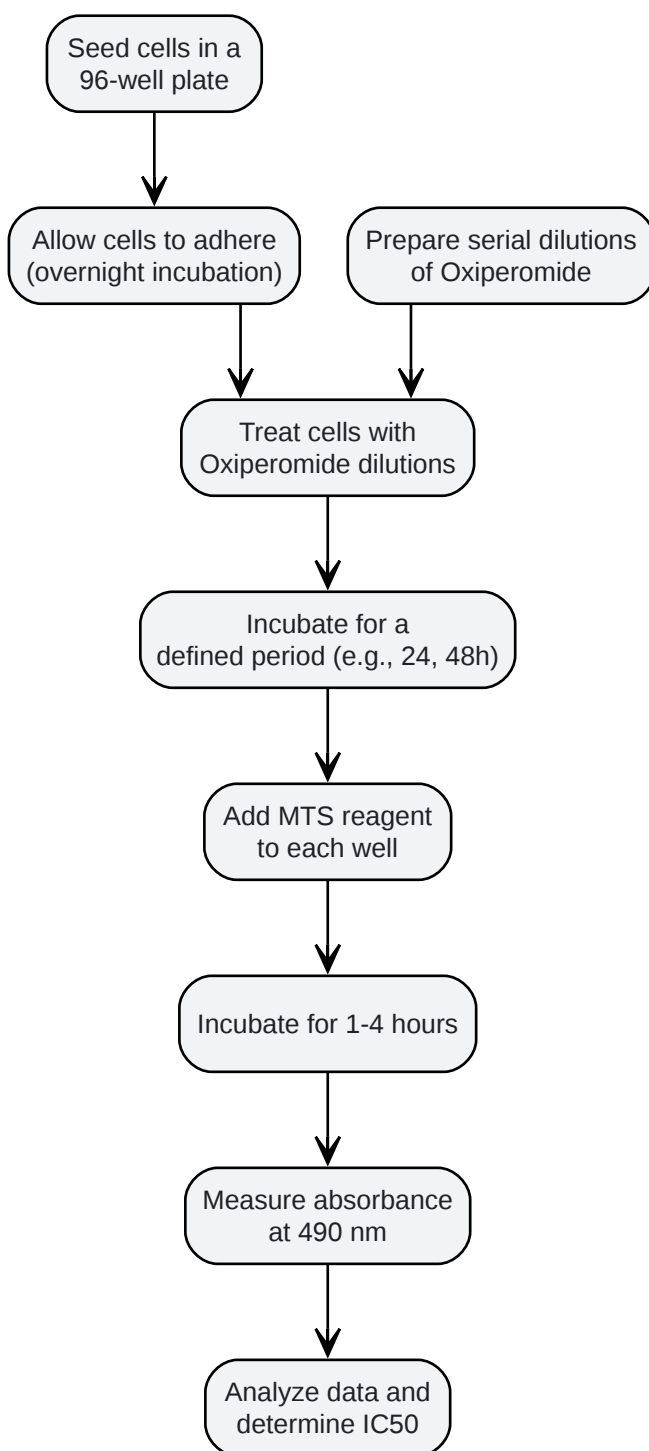 Seed cells in a
96-well plate
Allow cells to adhere
(overnight incubation)
Prepare serial dilutions
of Oxiperomide
Treat cells with
Oxiperomide dilutions
Incubate for a
defined period (e.g., 24, 48h)
Add MTS reagent
to each well
Incubate for 1-4 hours
Measure absorbance
at 490 nm
Analyze data and
determine IC50